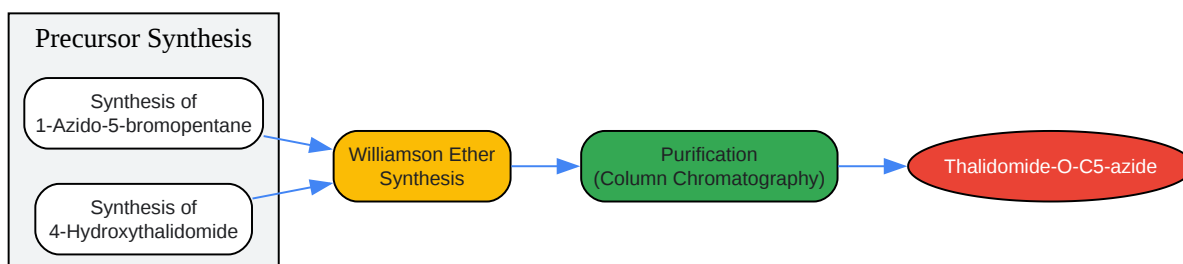 Precursor Synthesis
Synthesis of
1-Azido-5-bromopentane
Synthesis of
4-Hydroxythalidomide
Williamson Ether
Synthesis
Purification
(Column Chromatography)
Thalidomide-O-C5-azide